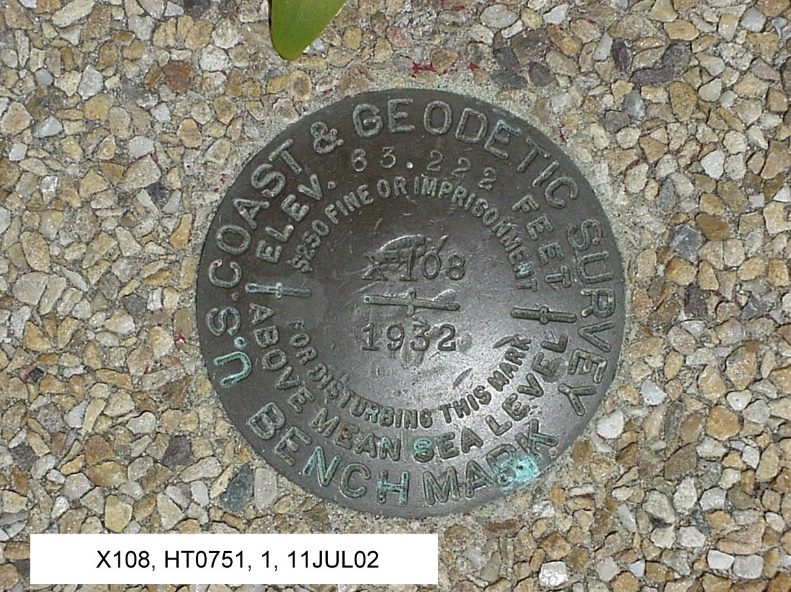 U.S. COAST & GEODETIC SURVEY
ELEV. 63.222 FEET
$250 FINE OR IMPRISONMENT
X 108
1932
FOR DISTURBING THIS MARK
ABOVE MEAN SEA LEVEL
BENCH MARK
X108, HT0751, 1, 11JUL02